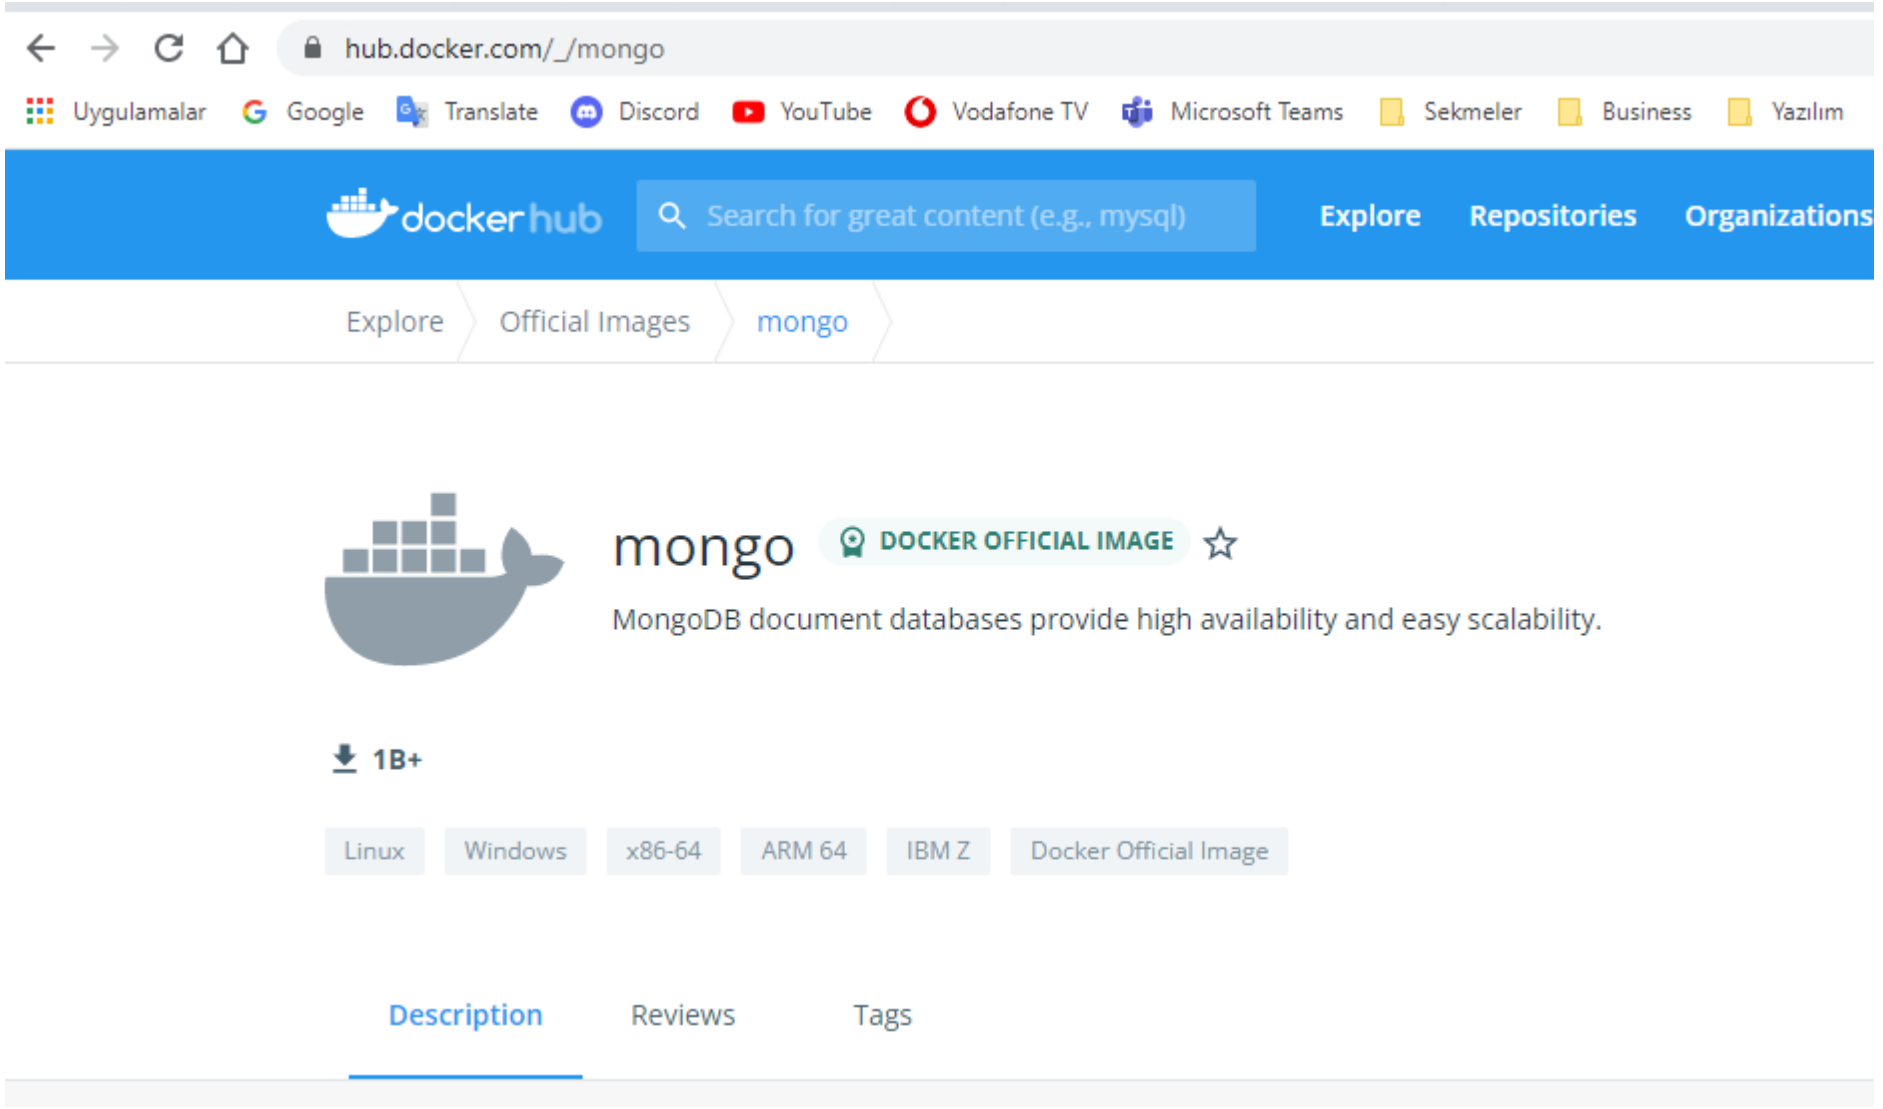 hub.docker.com/_/mongo
Uygulamalar Google Translate Discord YouTube Vodafone TV Microsoft Teams Sekmeler Business Yazılım
dockerhub Search for great content (e.g., mysql) Explore Repositories Organizations
Explore Official Images mongo
mongo DOCKER OFFICIAL IMAGE
MongoDB document databases provide high availability and easy scalability.
1B+
Linux Windows x86-64 ARM 64 IBM Z Docker Official Image
Description Reviews Tags